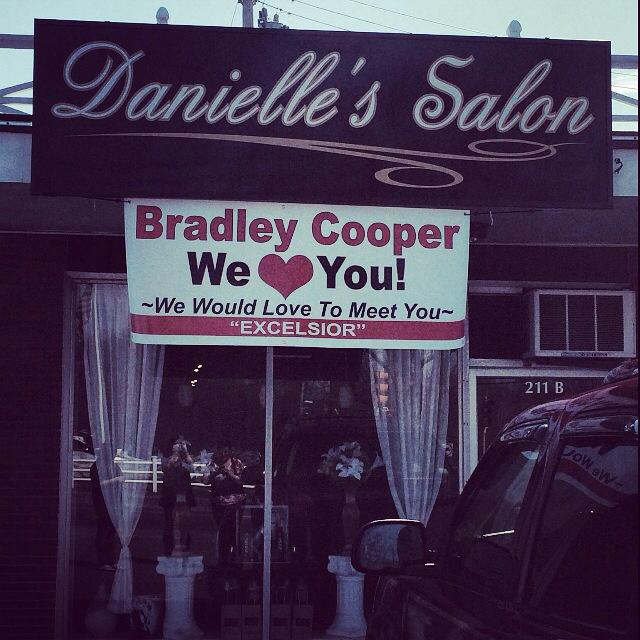 Danielle's Salon
Bradley Cooper
We ❤ You!
~We Would Love To Meet You~
"EXCELSIOR"
211 B